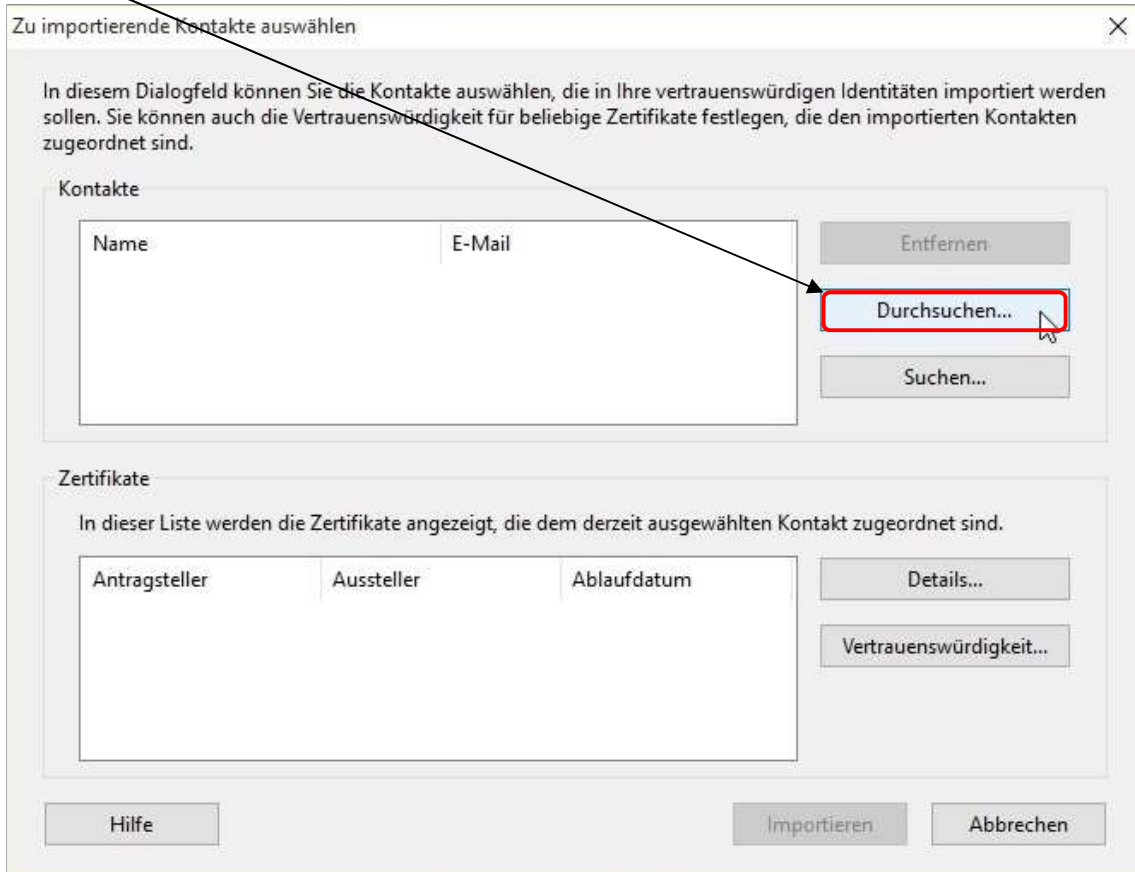 Zu importierende Kontakte auswählen
In diesem Dialogfeld können Sie die Kontakte auswählen, die in Ihre vertrauenswürdigen Identitäten importiert werden
sollen. Sie können auch die Vertrauenswürdigkeit für beliebige Zertifikate festlegen, die den importierten Kontakten
zugeordnet sind.
Kontakte
Name E-Mail
Entfernen
Durchsuchen...
Suchen...
Zertifikate
In dieser Liste werden die Zertifikate angezeigt, die dem derzeit ausgewählten Kontakt zugeordnet sind.
Antragsteller Aussteller Ablaufdatum
Details...
Vertrauenswürdigkeit...
Hilfe Importieren Abbrechen